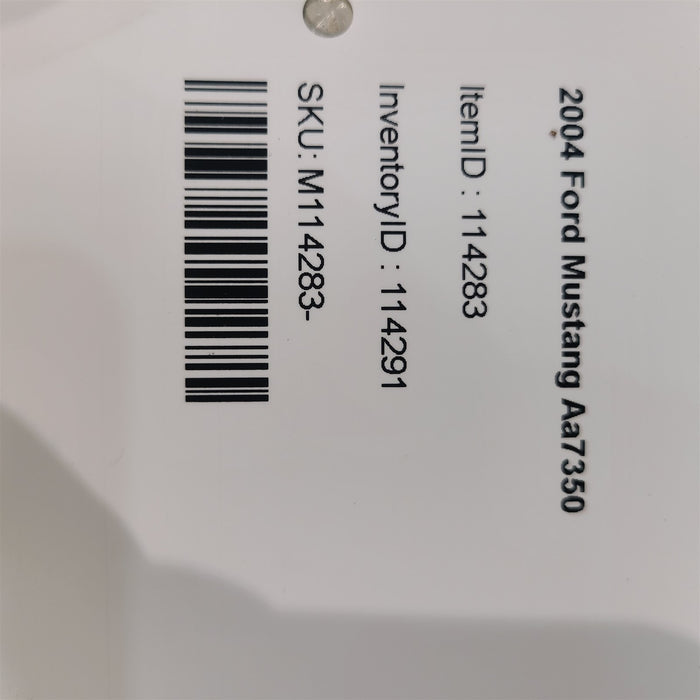 2004 Ford Mustang Aa7350
ItemID : 114283
InventoryID : 114291
SKU: M114283-